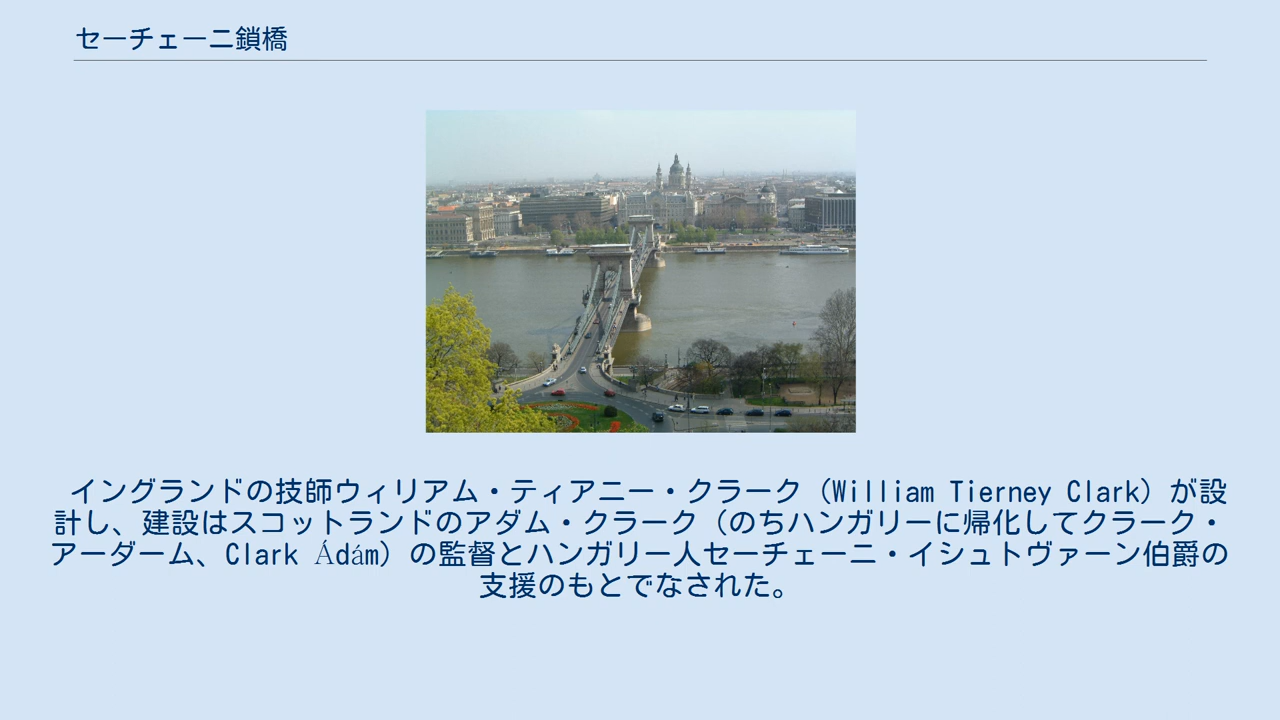 セーチェーニ鎖橋
イングランドの技師ウィリアム・ティアニー・クラーク（William Tierney Clark）が設
計し、建設はスコットランドのアダム・クラーク（のちハンガリーに帰化してクラーク・
アーダーム、Clark Ádám）の監督とハンガリー人セーチェーニ・イシュトヴァーン伯爵の
支援のもとでなされた。